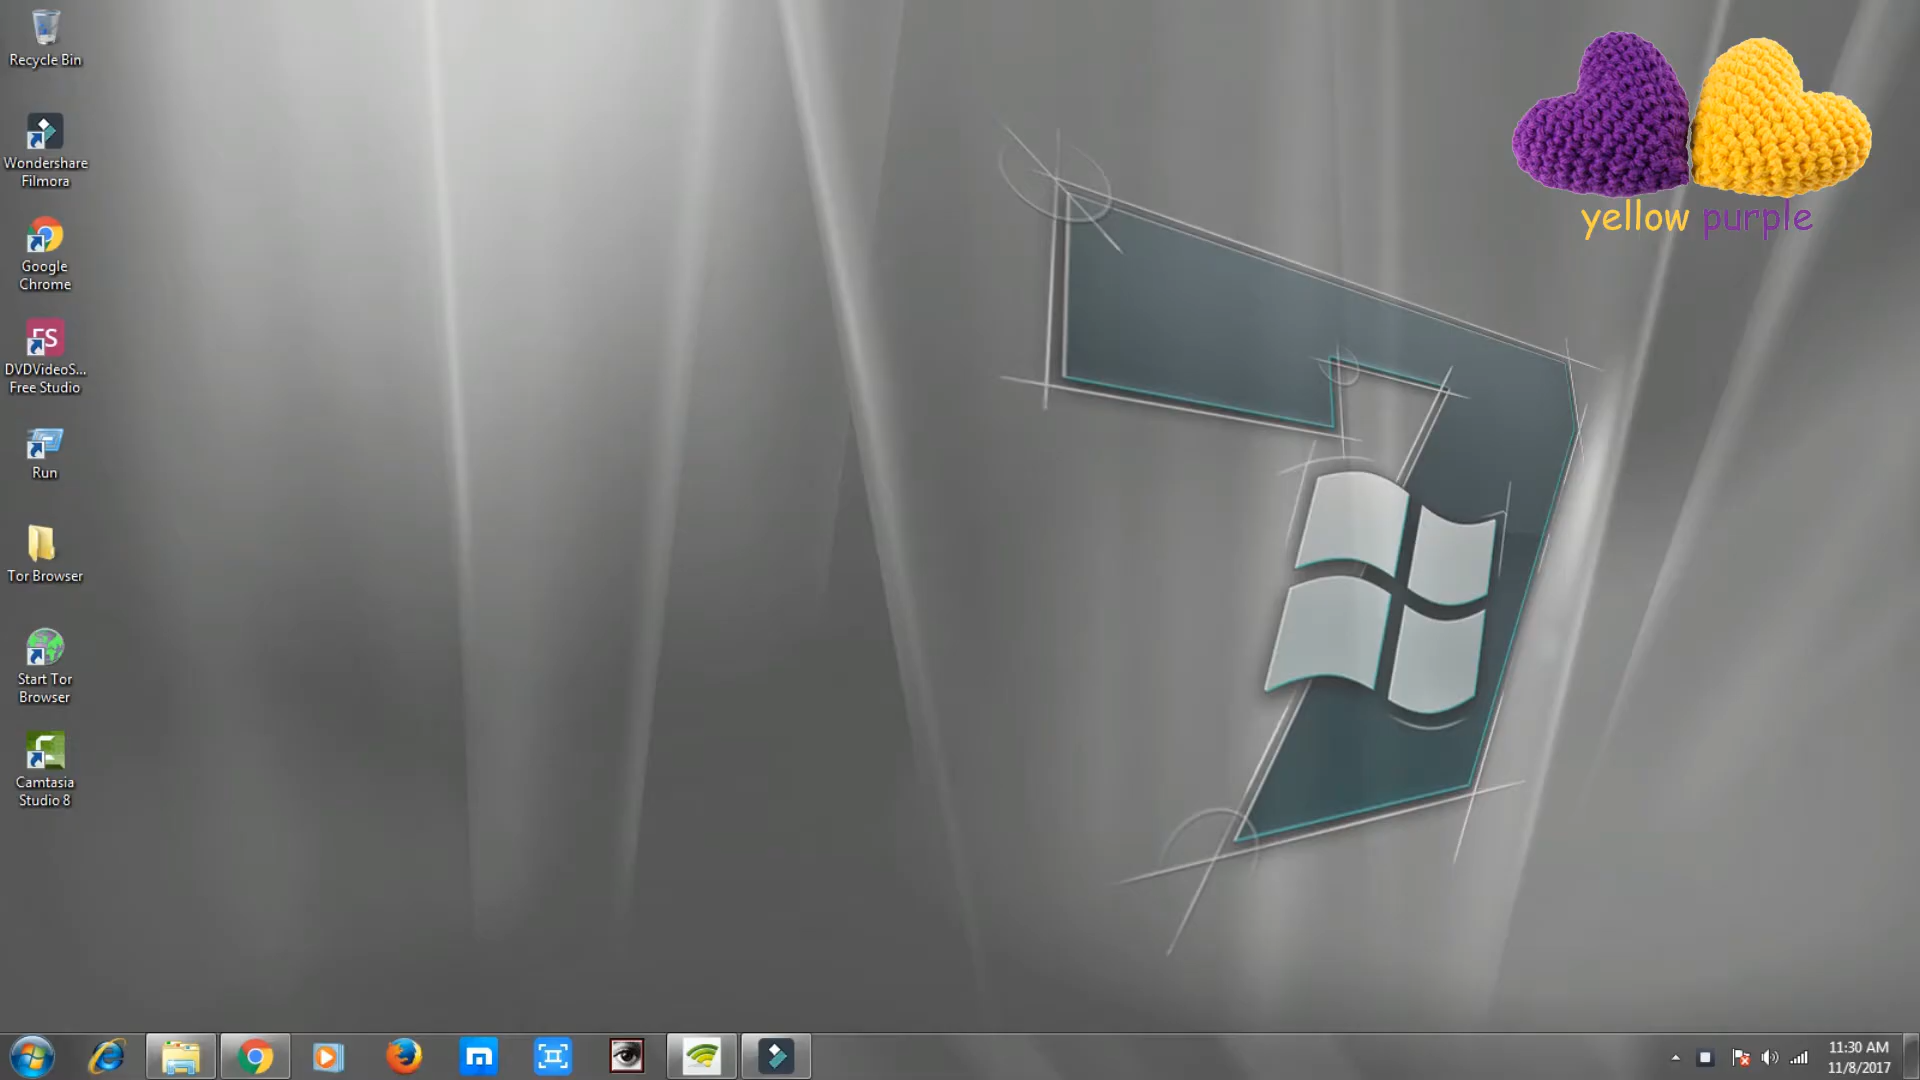 Recycle Bin
Wondershare
Filmora
Google
Chrome
FS
DVDVideoS...
Free Studio
Run
Tor Browser
Start Tor
Browser
Camtasia
Studio 8
yellow purple
11:30 AM
11/8/2017